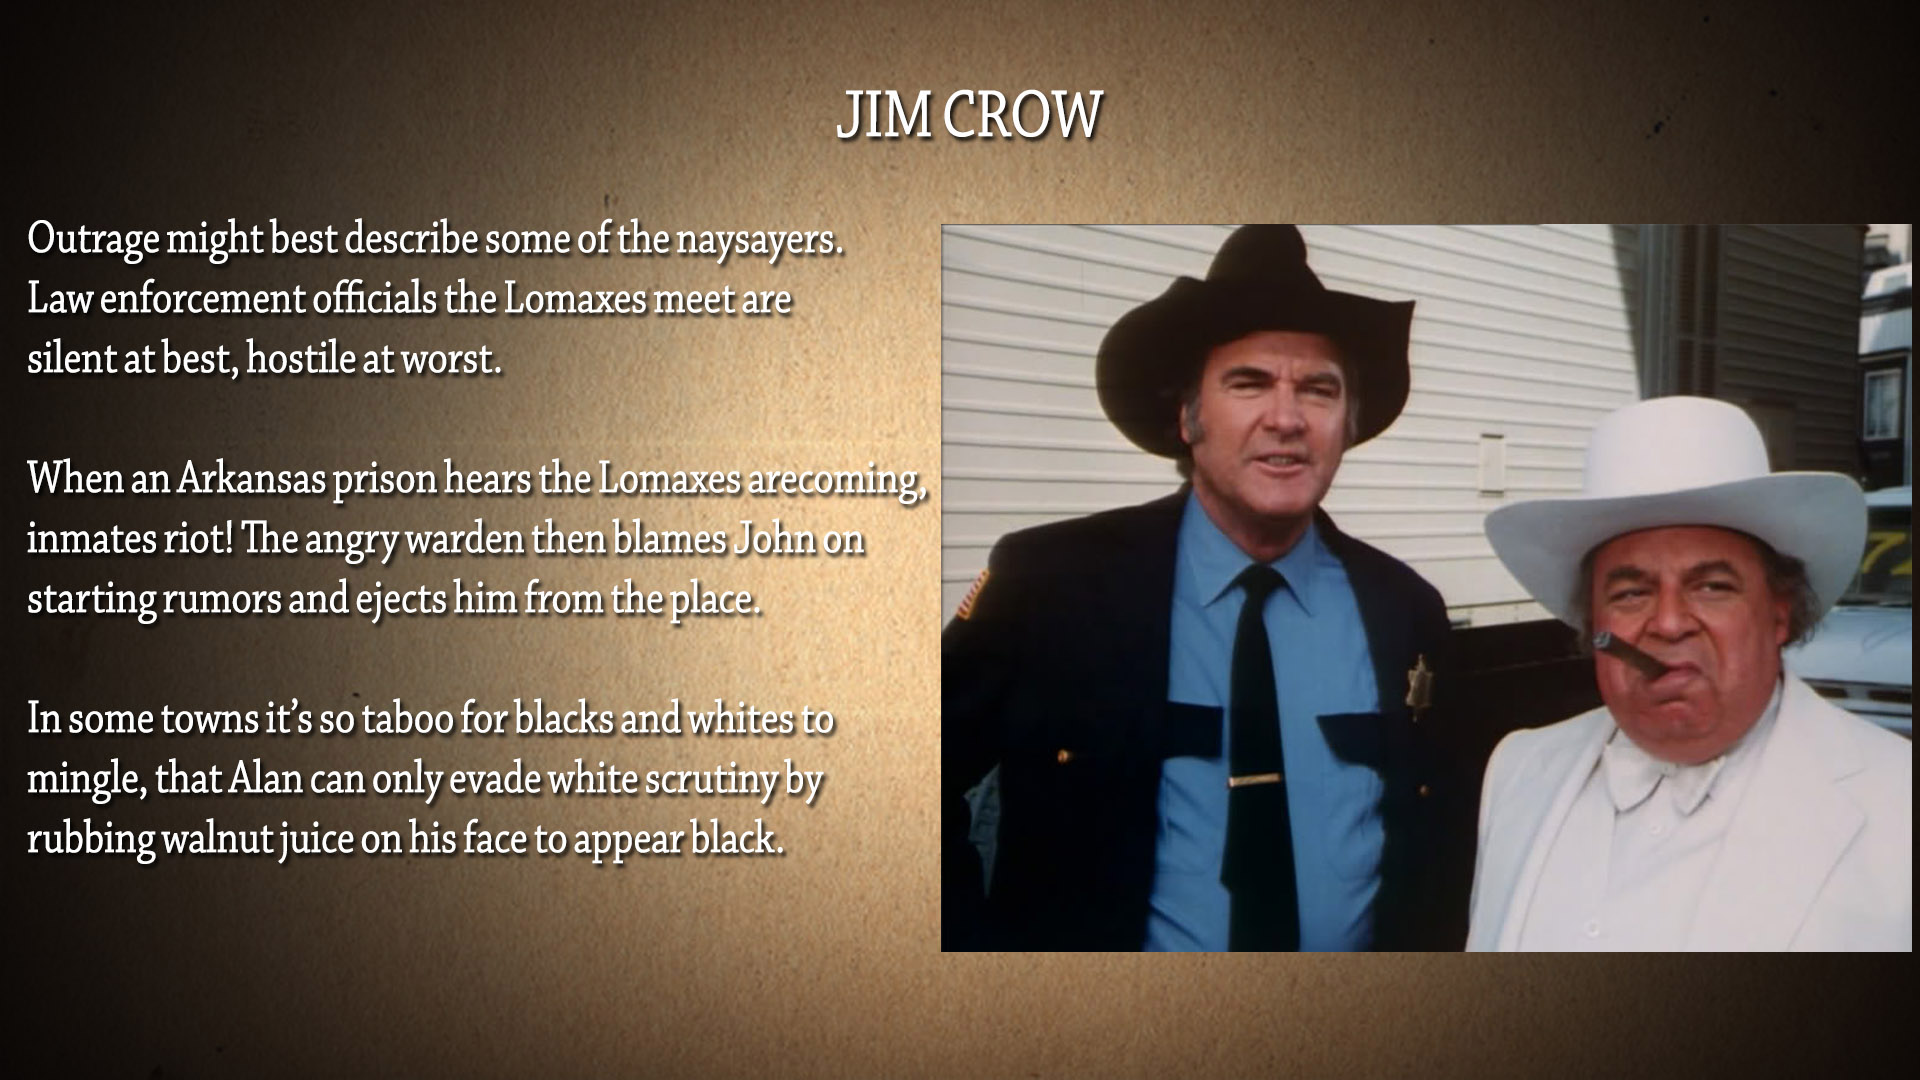 JIM CROW
Outrage might best describe some of the naysayers.
Law enforcement officials the Lomaxes meet are
silent at best, hostile at worst.
When an Arkansas prison hears the Lomaxes arecoming,
inmates riot! The angry warden then blames John on
starting rumors and ejects him from the place.
In some towns it’s so taboo for blacks and whites to
mingle, that Alan can only evade white scrutiny by
rubbing walnut juice on his face to appear black.
7